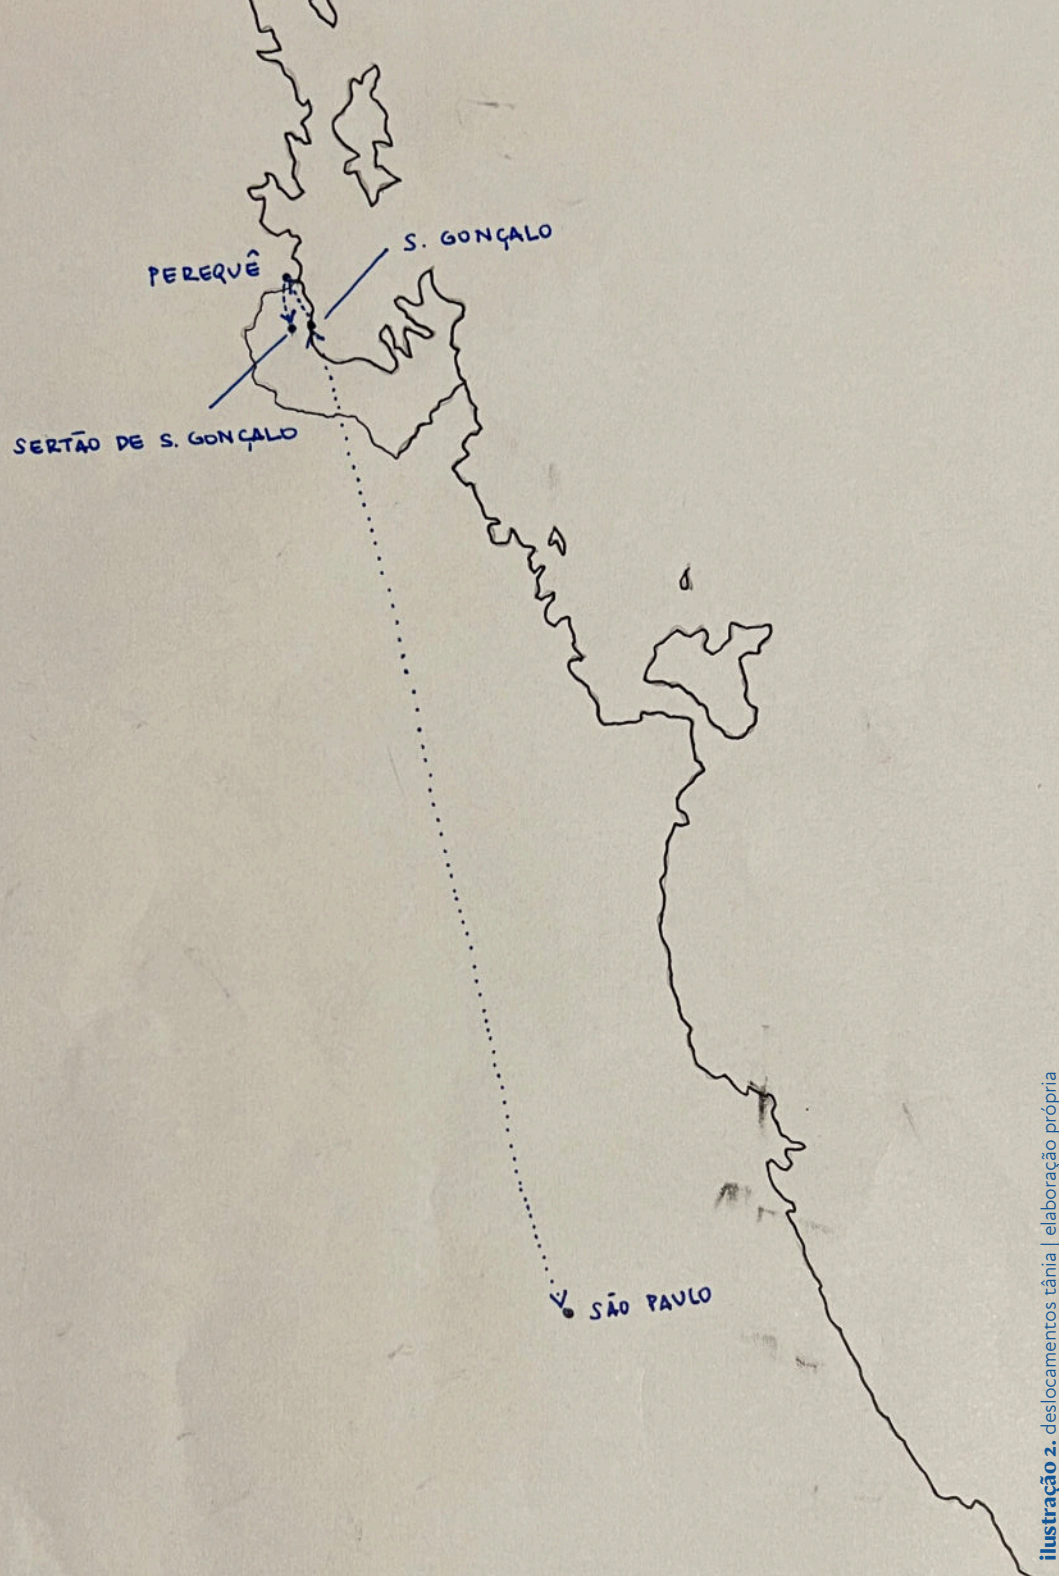 S. GONÇALO
PEREQUÊ
SERTÃO DE S. GONÇALO
SÃO PAULO
ilustração 2. deslocamentos tânia | elaboração própria